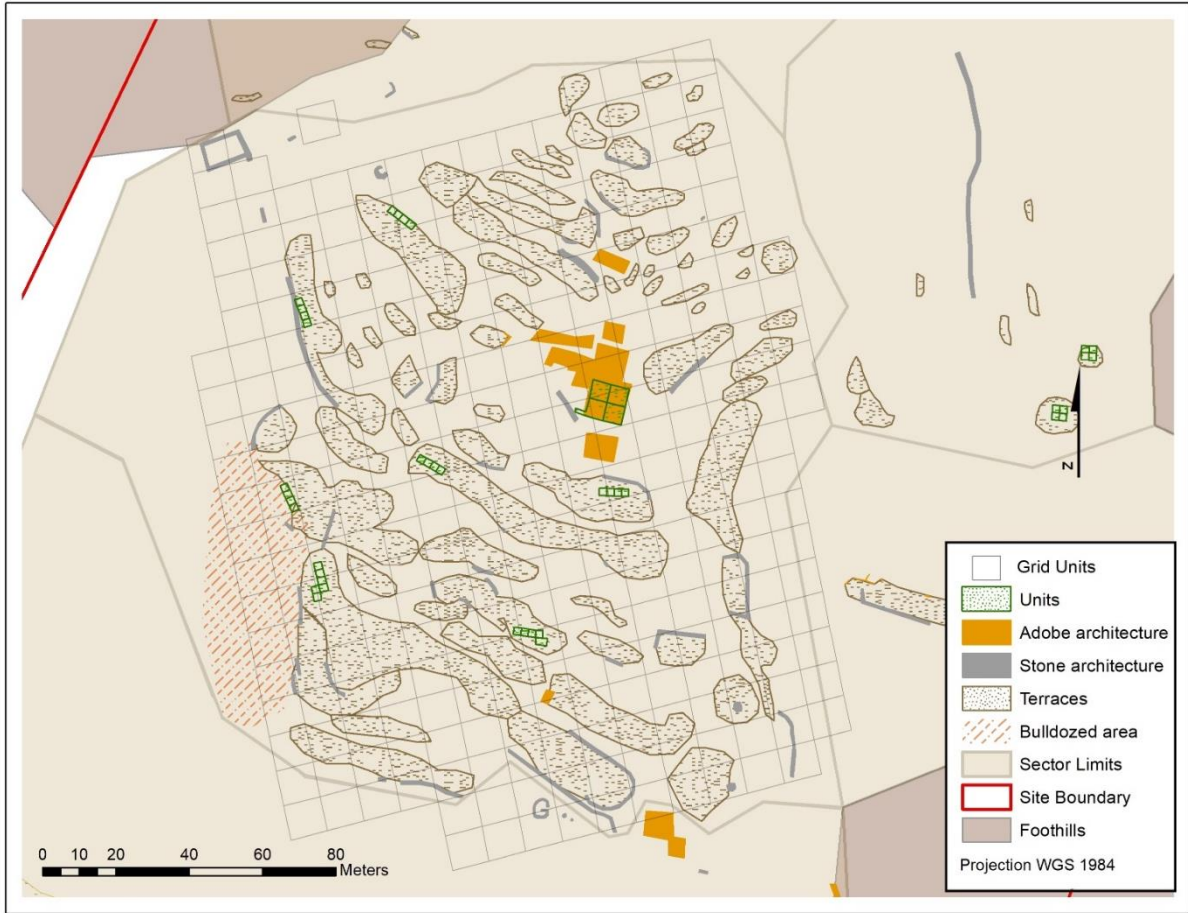 N
Grid Units
Units
Adobe architecture
Stone architecture
Terraces
Bulldozed area
Sector Limits
Site Boundary
Foothills
Projection WGS 1984
0 10 20 40 60 80
Meters